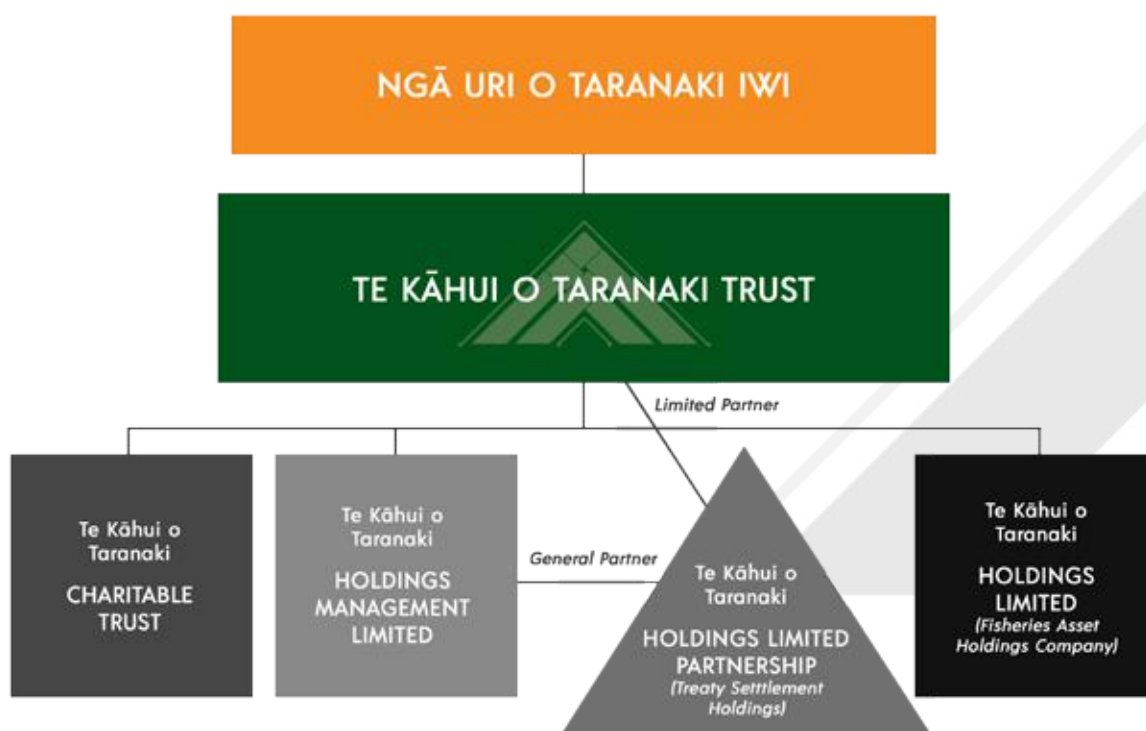 NGĀ URI O TARANAKI IWI
TE KĀHUI O TARANAKI TRUST
Limited Partner
Te Kāhui o
Taranaki
CHARITABLE
TRUST
Te Kāhui o
Taranaki
HOLDINGS
MANAGEMENT
LIMITED
General Partner
Te Kāhui o
Taranaki
HOLDINGS LIMITED
PARTNERSHIP
(Treaty Setttlement
Holdings)
Te Kāhui o
Taranaki
HOLDINGS
LIMITED
(Fisheries Asset
Holdings Company)